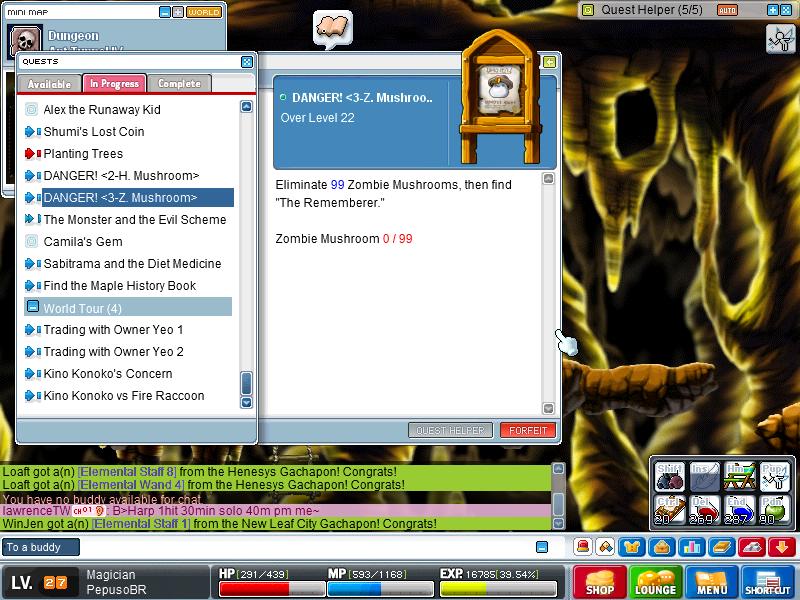 MINI MAP
WORLD
Dungeon
Quest Helper (5/5)
AUTO
QUESTS
Available
In Progress
Complete
Alex the Runaway Kid
Shumi's Lost Coin
Planting Trees
DANGER! <2-H. Mushroom>
DANGER! <3-Z. Mushroom>
The Monster and the Evil Scheme
Camila's Gem
Sabitrama and the Diet Medicine
Find the Maple History Book
World Tour (4)
Trading with Owner Yeo 1
Trading with Owner Yeo 2
Kino Konoko's Concern
Kino Konoko vs Fire Raccoon
DANGER! <3-Z. Mushroo..
Over Level 22
Eliminate 99 Zombie Mushrooms, then find
"The Rememberer."
Zombie Mushroom 0 / 99
QUEST HELPER
FORFEIT
Loaft got a(n) [Elemental Staff 8] from the Henesys Gachapon! Congrats!
Loaft got a(n) [Elemental Wand 4] from the Henesys Gachapon! Congrats!
You have no buddy available for chat.
lawrenceTW CH 01 : B>Harp 1hit 30min solo 40m pm me~
WinJen got a(n) [Elemental Staff 1] from the New Leaf City Gachapon! Congrats!
Shift
Ins
Hm
Pup
Ctrl
Del
End
Pdn
20
269
287
90
To a buddy
LV. 27
Magician
PepusoBR
HP [291/439]
MP [593/1168]
EXP. 16785 [39.54%]
SHOP
LOUNGE
MENU
SHORTCUT